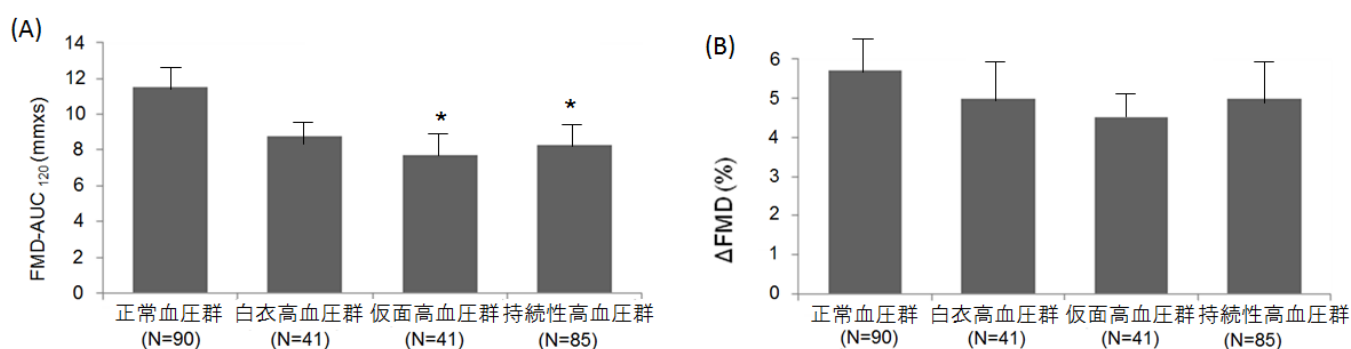 (A)
FMD-AUC 120 (mmxs)
14
12
10
8
6
4
2
0
*
*
正常血圧群 白衣高血圧群 仮面高血圧群 持続性高血圧群
(N=90) (N=41) (N=41) (N=85)
(B)
ΔFMD (%)
6
5
4
3
2
1
0
正常血圧群 白衣高血圧群 仮面高血圧群 持続性高血圧群
(N=90) (N=41) (N=41) (N=85)